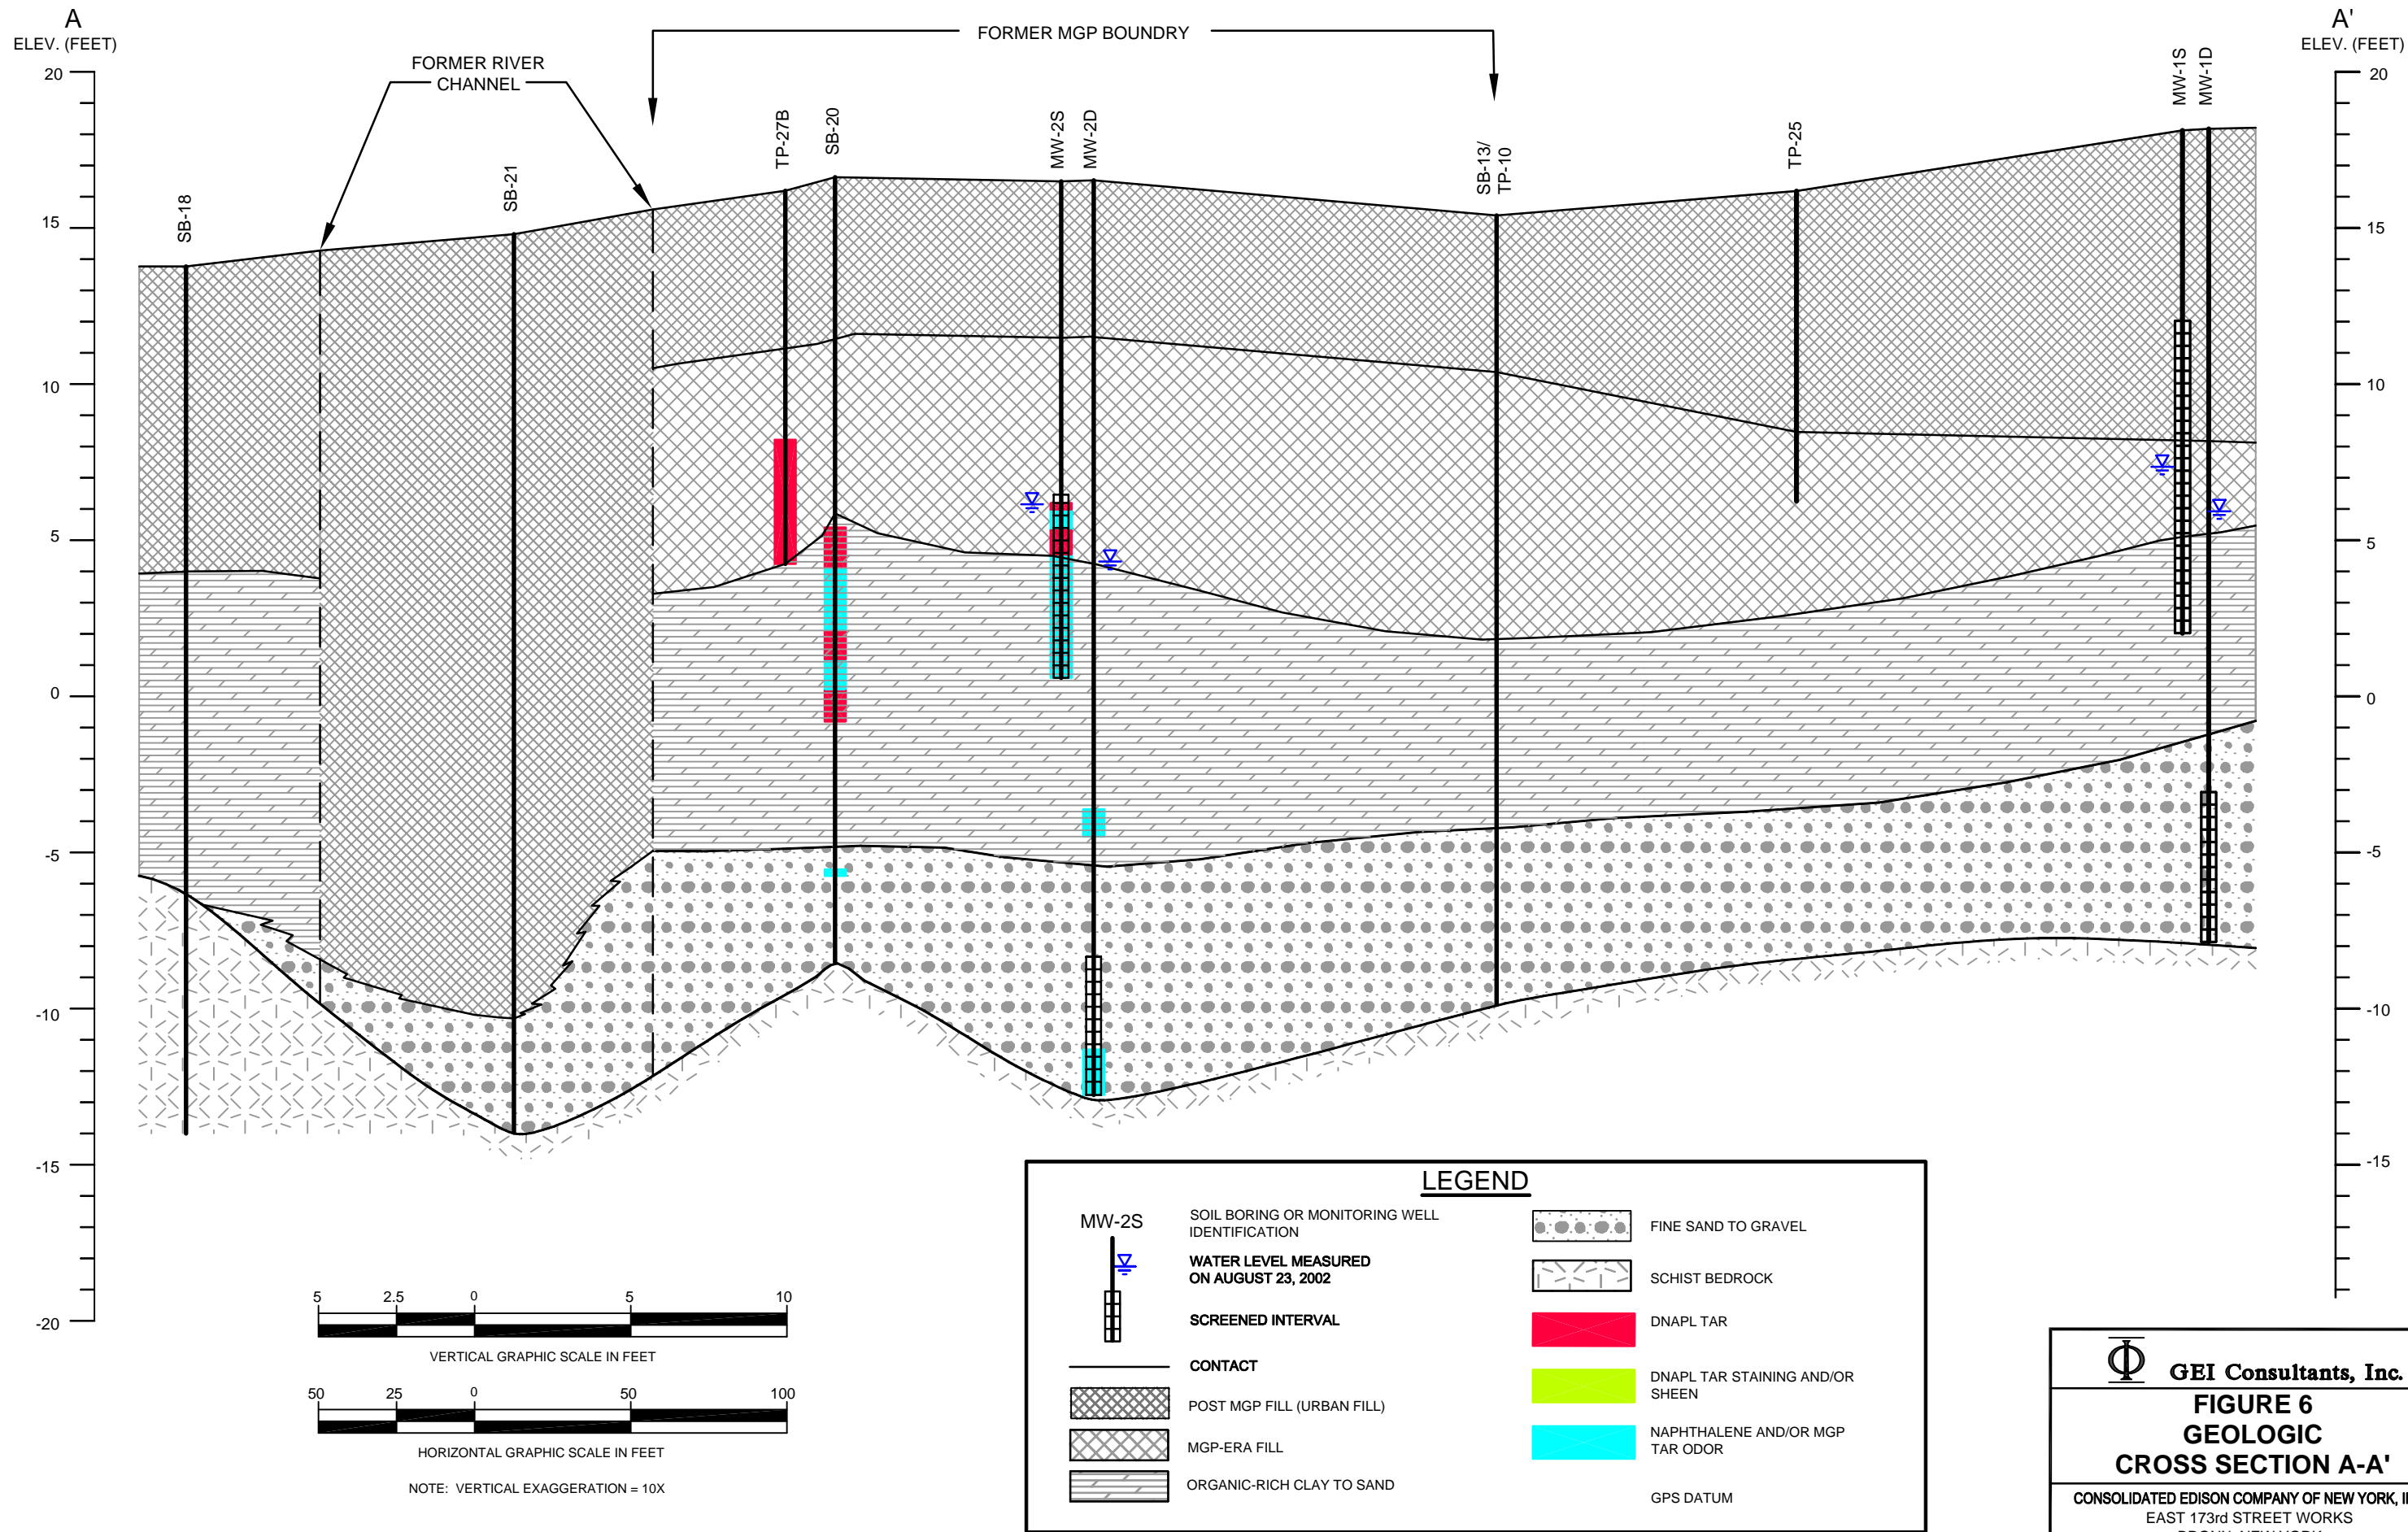 A
ELEV. (FEET)
A'
ELEV. (FEET)
FORMER MGP BOUNDRY
FORMER RIVER
CHANNEL
SB-18
SB-21
TP-27B
SB-20
MW-2S
MW-2D
SB-13/
TP-10
TP-25
MW-1S
MW-1D
20
15
10
5
0
-5
-10
-15
-20
20
15
10
5
0
-5
-10
-15
5 2.5 0 5 10
VERTICAL GRAPHIC SCALE IN FEET
50 25 0 50 100
HORIZONTAL GRAPHIC SCALE IN FEET
NOTE: VERTICAL EXAGGERATION = 10X
LEGEND
MW-2S
SOIL BORING OR MONITORING WELL
IDENTIFICATION
WATER LEVEL MEASURED
ON AUGUST 23, 2002
SCREENED INTERVAL
CONTACT
POST MGP FILL (URBAN FILL)
MGP-ERA FILL
ORGANIC-RICH CLAY TO SAND
FINE SAND TO GRAVEL
SCHIST BEDROCK
DNAPL TAR
DNAPL TAR STAINING AND/OR
SHEEN
NAPHTHALENE AND/OR MGP
TAR ODOR
GPS DATUM
GEI Consultants, Inc.
FIGURE 6
GEOLOGIC
CROSS SECTION A-A'
CONSOLIDATED EDISON COMPANY OF NEW YORK,
EAST 173rd STREET WORKS